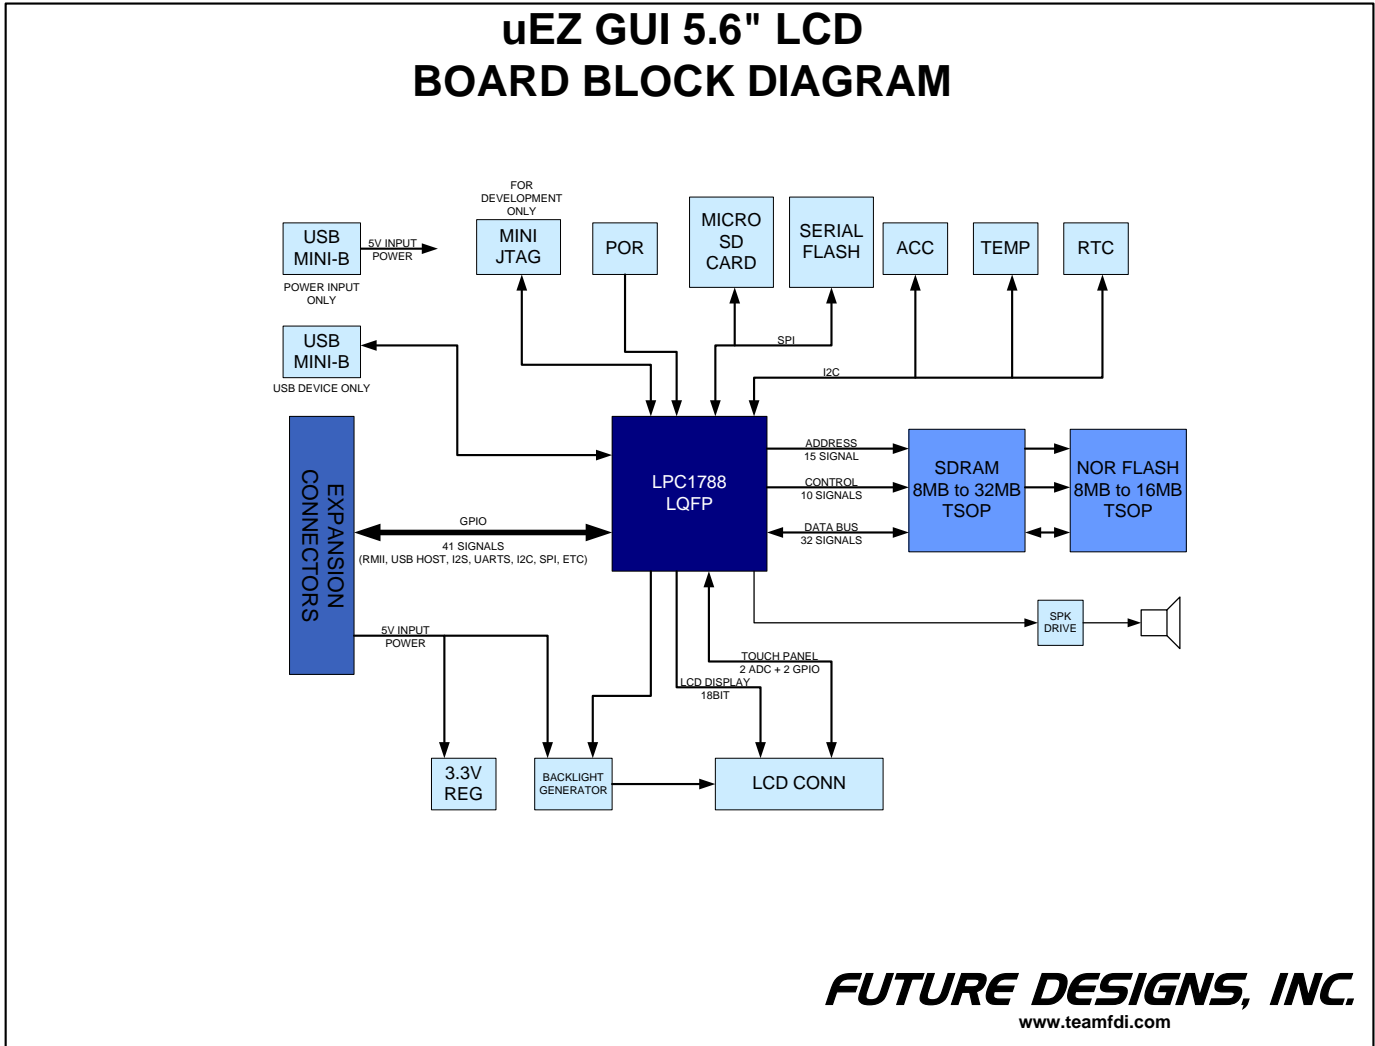 uEZ GUI 5.6" LCD
BOARD BLOCK DIAGRAM
FOR
DEVELOPMENT
ONLY
USB
MINI-B
5V INPUT
POWER
POWER INPUT
ONLY
MINI
JTAG
POR
MICRO
SD
CARD
SERIAL
FLASH
ACC
TEMP
RTC
USB
MINI-B
USB DEVICE ONLY
SPI
I2C
EXPANSION
CONNECTORS
LPC1788
LQFP
ADDRESS
15 SIGNAL
CONTROL
10 SIGNALS
DATA BUS
32 SIGNALS
SDRAM
8MB to 32MB
TSOP
NOR FLASH
8MB to 16MB
TSOP
GPIO
41 SIGNALS
(RMII, USB HOST, I2S, UARTS, I2C, SPI, ETC)
5V INPUT
POWER
SPK
DRIVE
TOUCH PANEL
2 ADC + 2 GPIO
LCD DISPLAY
18BIT
3.3V
REG
BACKLIGHT
GENERATOR
LCD CONN
FUTURE DESIGNS, INC.
www.teamfdi.com